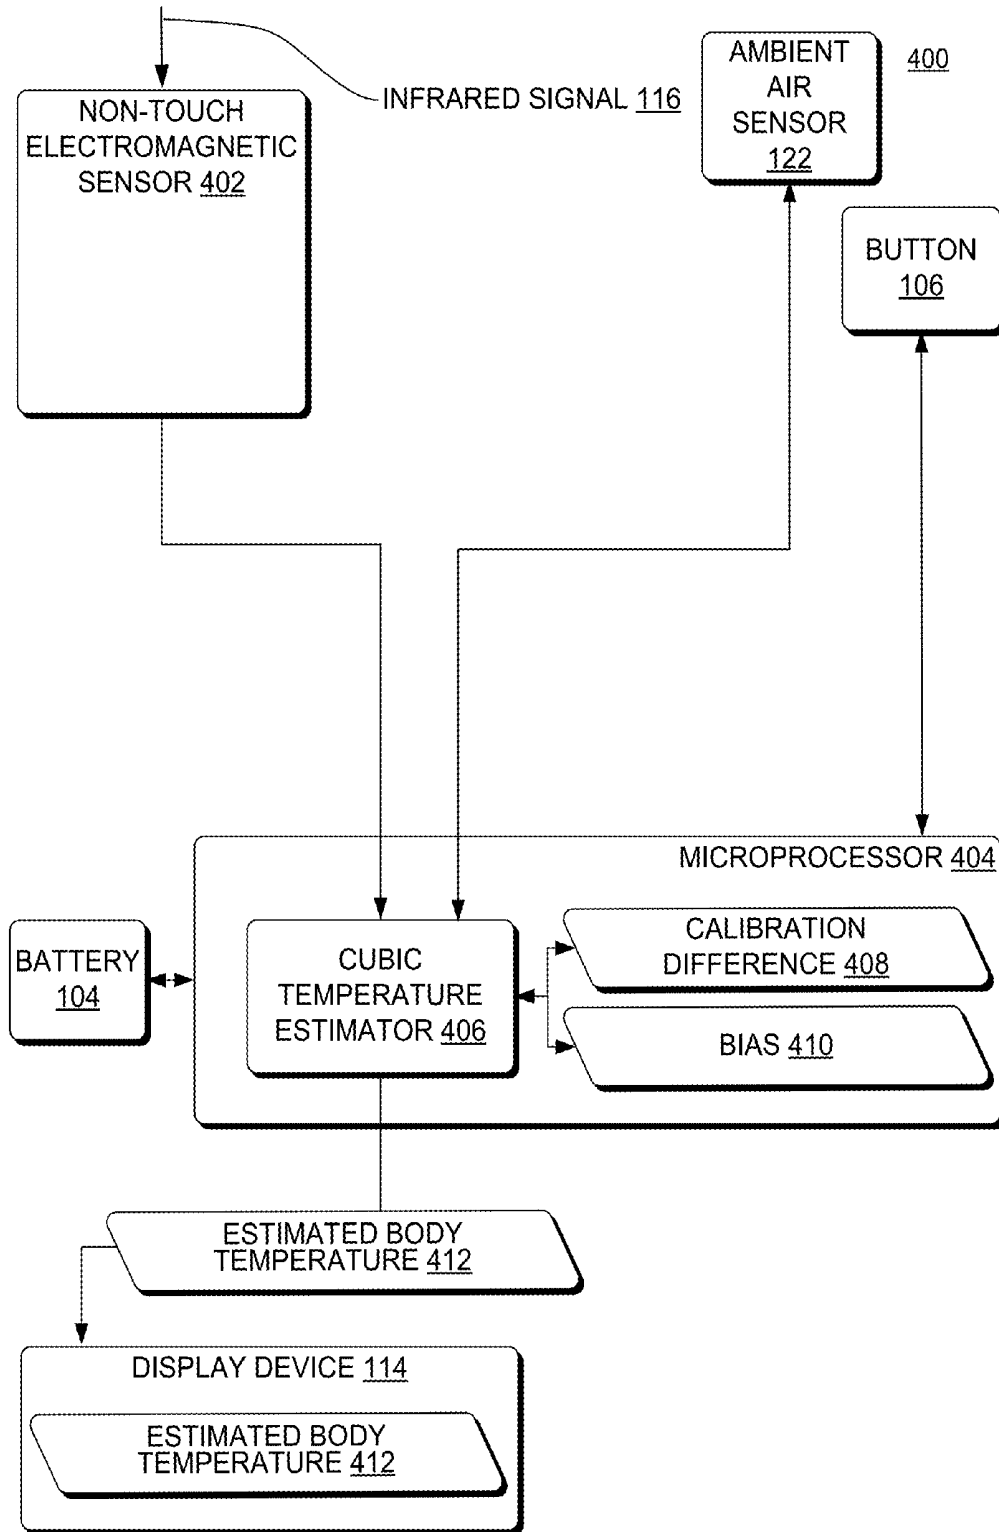 INFRARED SIGNAL 116
AMBIENT
AIR
SENSOR
122
400
NON-TOUCH
ELECTROMAGNETIC
SENSOR 402
BUTTON
106
MICROPROCESSOR 404
BATTERY
104
CUBIC
TEMPERATURE
ESTIMATOR 406
CALIBRATION
DIFFERENCE 408
BIAS 410
ESTIMATED BODY
TEMPERATURE 412
DISPLAY DEVICE 114
ESTIMATED BODY
TEMPERATURE 412